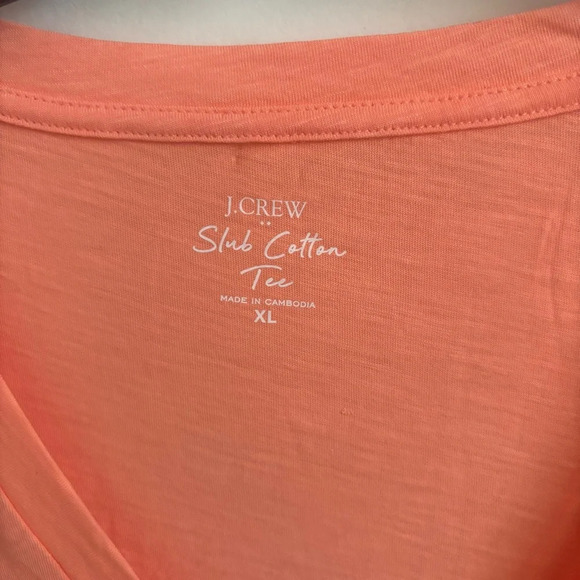 J.CREW
Slub Cotton
Tee
MADE IN CAMBODIA
XL